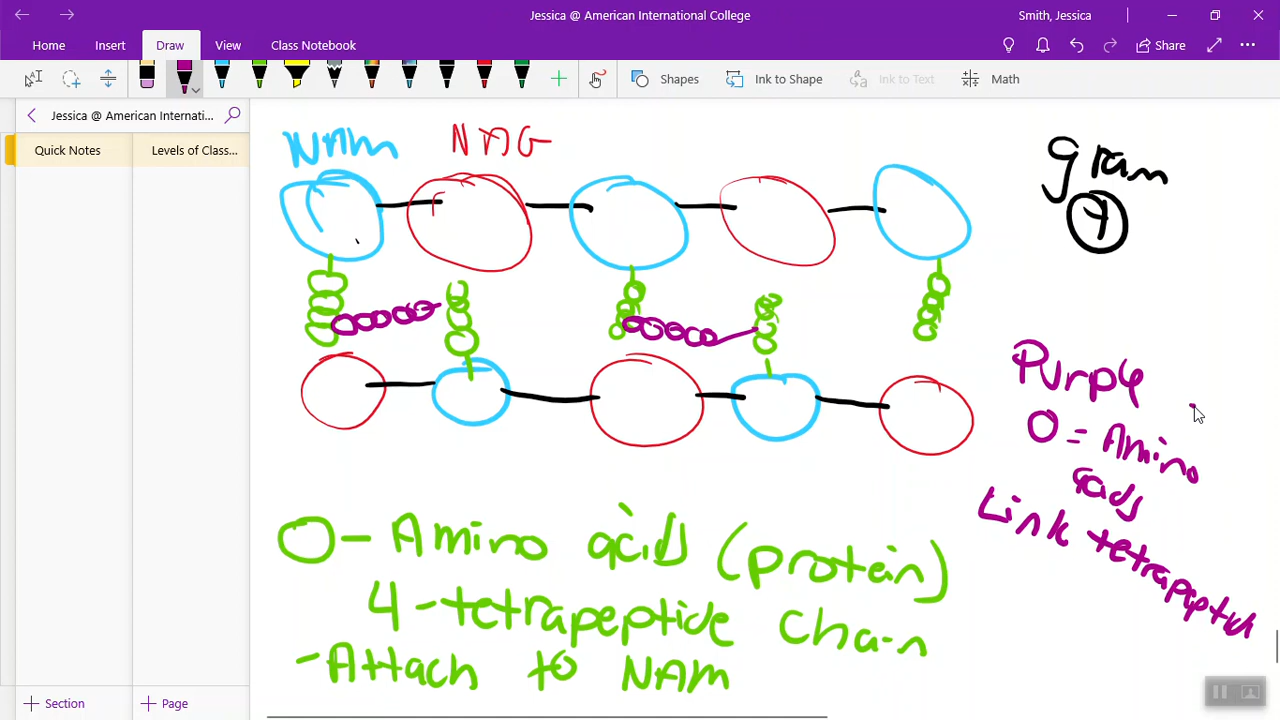 Jessica @ American International College
Smith, Jessica
Home Insert Draw View Class Notebook
Share
Shapes Ink to Shape Ink to Text Math
Jessica @ American Internati...
Quick Notes Levels of Class...
NAM NAG
gram
+
Purple
O = Amino
acids
Link tetrapeptide
O - Amino acids (protein)
4 - tetrapeptide chain
- Attach to NAM
Section Page